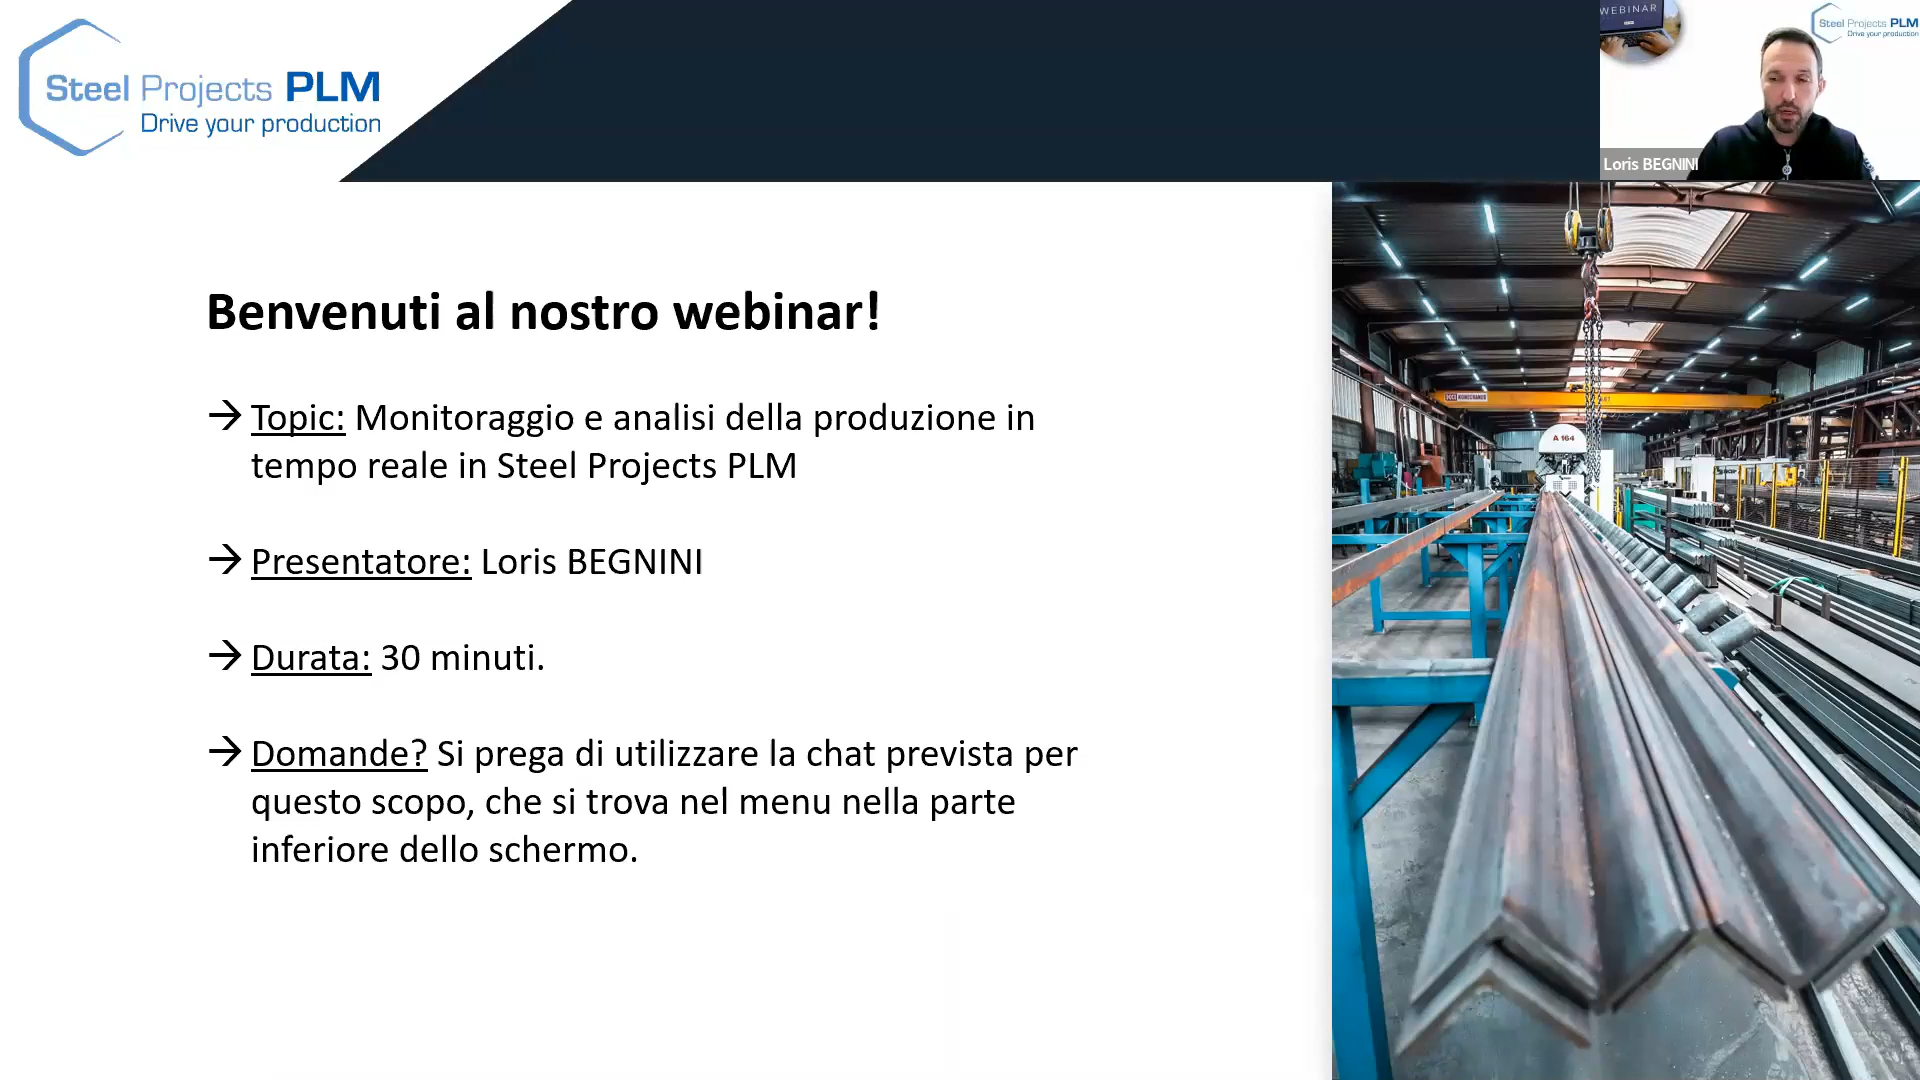 Steel Projects PLM
Drive your production
WEBINAR
Steel Projects PLM
Drive your production
Loris BEGNINI
Benvenuti al nostro webinar!
→ Topic: Monitoraggio e analisi della produzione in
tempo reale in Steel Projects PLM
→ Presentatore: Loris BEGNINI
→ Durata: 30 minuti.
→ Domande? Si prega di utilizzare la chat prevista per
questo scopo, che si trova nel menu nella parte
inferiore dello schermo.
KONECRANES
A 164